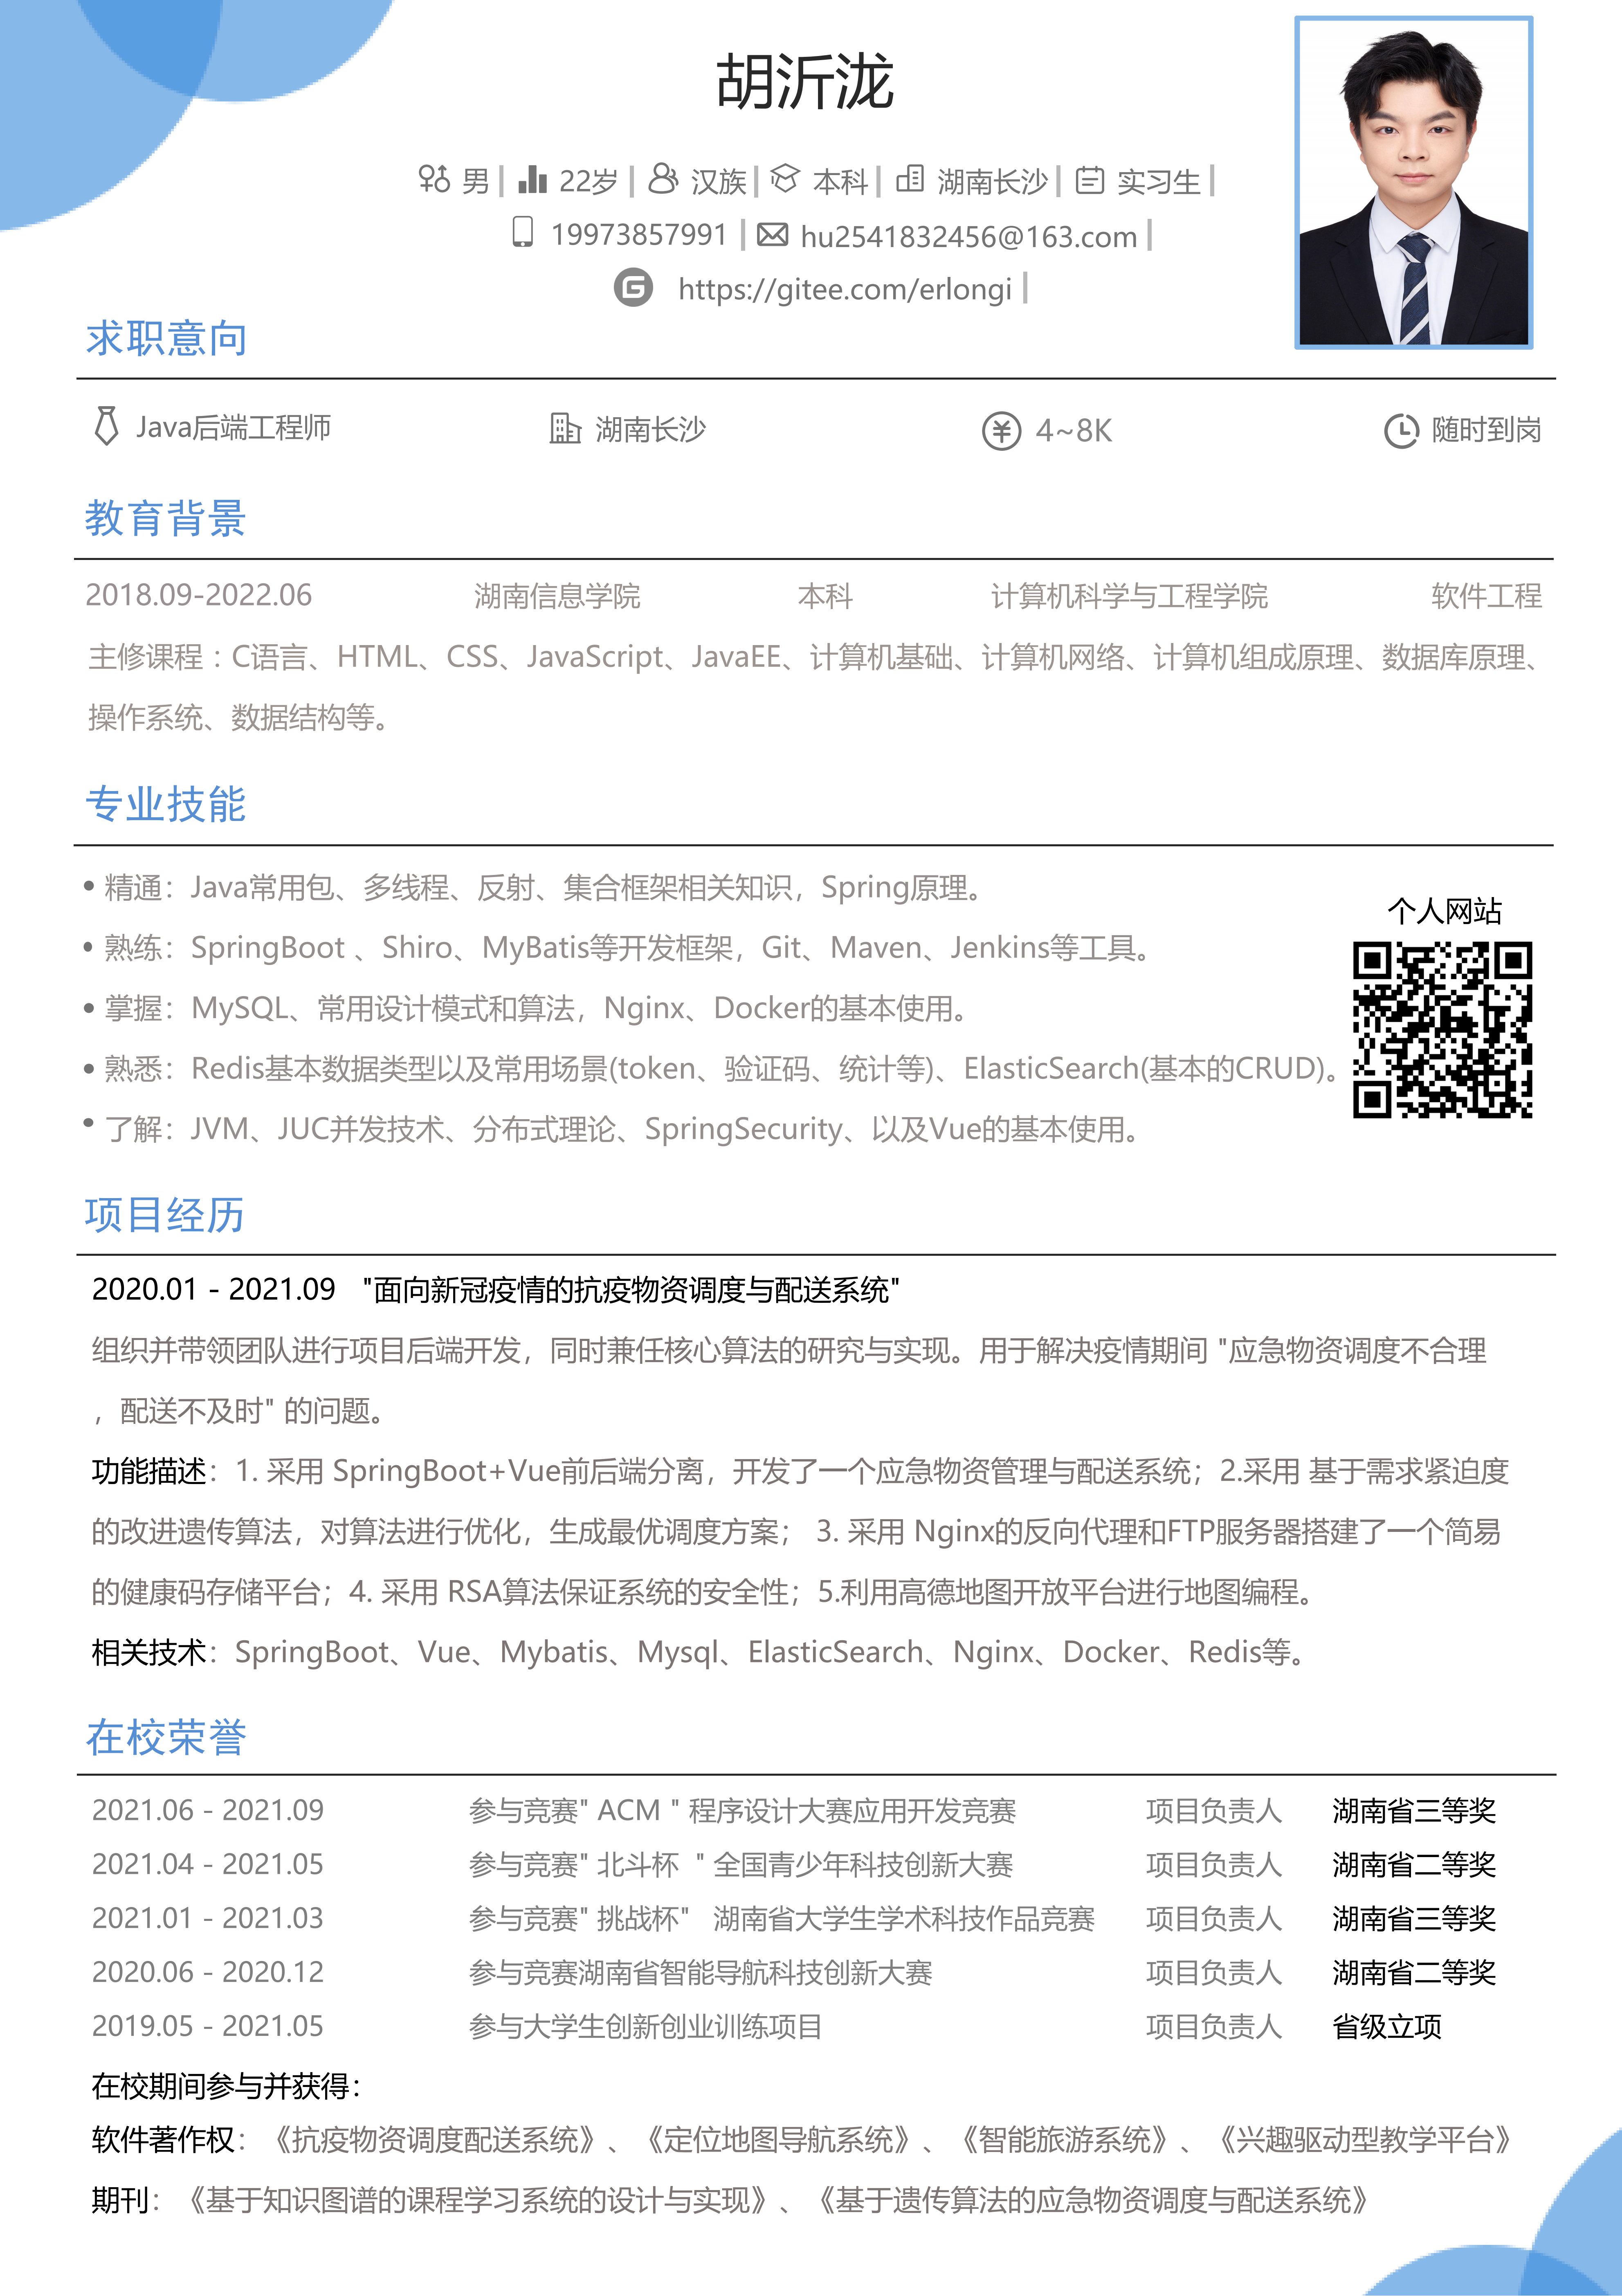 胡沂泷
男 22岁 汉族 本科 湖南长沙 实习生
19973857991 hu2541832456@163.com
https://gitee.com/erlongi
求职意向
Java后端工程师 湖南长沙 4~8K 随时到岗
教育背景
2018.09-2022.06 湖南信息学院 本科 计算机科学与工程学院 软件工程
主修课程：C语言、HTML、CSS、JavaScript、JavaEE、计算机基础、计算机网络、计算机组成原理、数据库原理、
操作系统、数据结构等。
专业技能
• 精通：Java常用包、多线程、反射、集合框架相关知识，Spring原理。
个人网站
• 熟练：SpringBoot 、Shiro、MyBatis等开发框架，Git、Maven、Jenkins等工具。
• 掌握：MySQL、常用设计模式和算法，Nginx、Docker的基本使用。
• 熟悉：Redis基本数据类型以及常用场景(token、验证码、统计等)、ElasticSearch(基本的CRUD)。
• 了解：JVM、JUC并发技术、分布式理论、SpringSecurity、以及Vue的基本使用。
项目经历
2020.01 - 2021.09 "面向新冠疫情的抗疫物资调度与配送系统"
组织并带领团队进行项目后端开发，同时兼任核心算法的研究与实现。用于解决疫情期间 "应急物资调度不合理
，配送不及时" 的问题。
功能描述：1. 采用 SpringBoot+Vue前后端分离，开发了一个应急物资管理与配送系统；2.采用 基于需求紧迫度
的改进遗传算法，对算法进行优化，生成最优调度方案； 3. 采用 Nginx的反向代理和FTP服务器搭建了一个简易
的健康码存储平台；4. 采用 RSA算法保证系统的安全性；5.利用高德地图开放平台进行地图编程。
相关技术：SpringBoot、Vue、Mybatis、Mysql、ElasticSearch、Nginx、Docker、Redis等。
在校荣誉
2021.06 - 2021.09 参与竞赛" ACM " 程序设计大赛应用开发竞赛 项目负责人 湖南省三等奖
2021.04 - 2021.05 参与竞赛" 北斗杯 " 全国青少年科技创新大赛 项目负责人 湖南省二等奖
2021.01 - 2021.03 参与竞赛" 挑战杯" 湖南省大学生学术科技作品竞赛 项目负责人 湖南省三等奖
2020.06 - 2020.12 参与竞赛湖南省智能导航科技创新大赛 项目负责人 湖南省二等奖
2019.05 - 2021.05 参与大学生创新创业训练项目 项目负责人 省级立项
在校期间参与并获得：
软件著作权：《抗疫物资调度配送系统》、《定位地图导航系统》、《智能旅游系统》、《兴趣驱动型教学平台》
期刊：《基于知识图谱的课程学习系统的设计与实现》、《基于遗传算法的应急物资调度与配送系统》